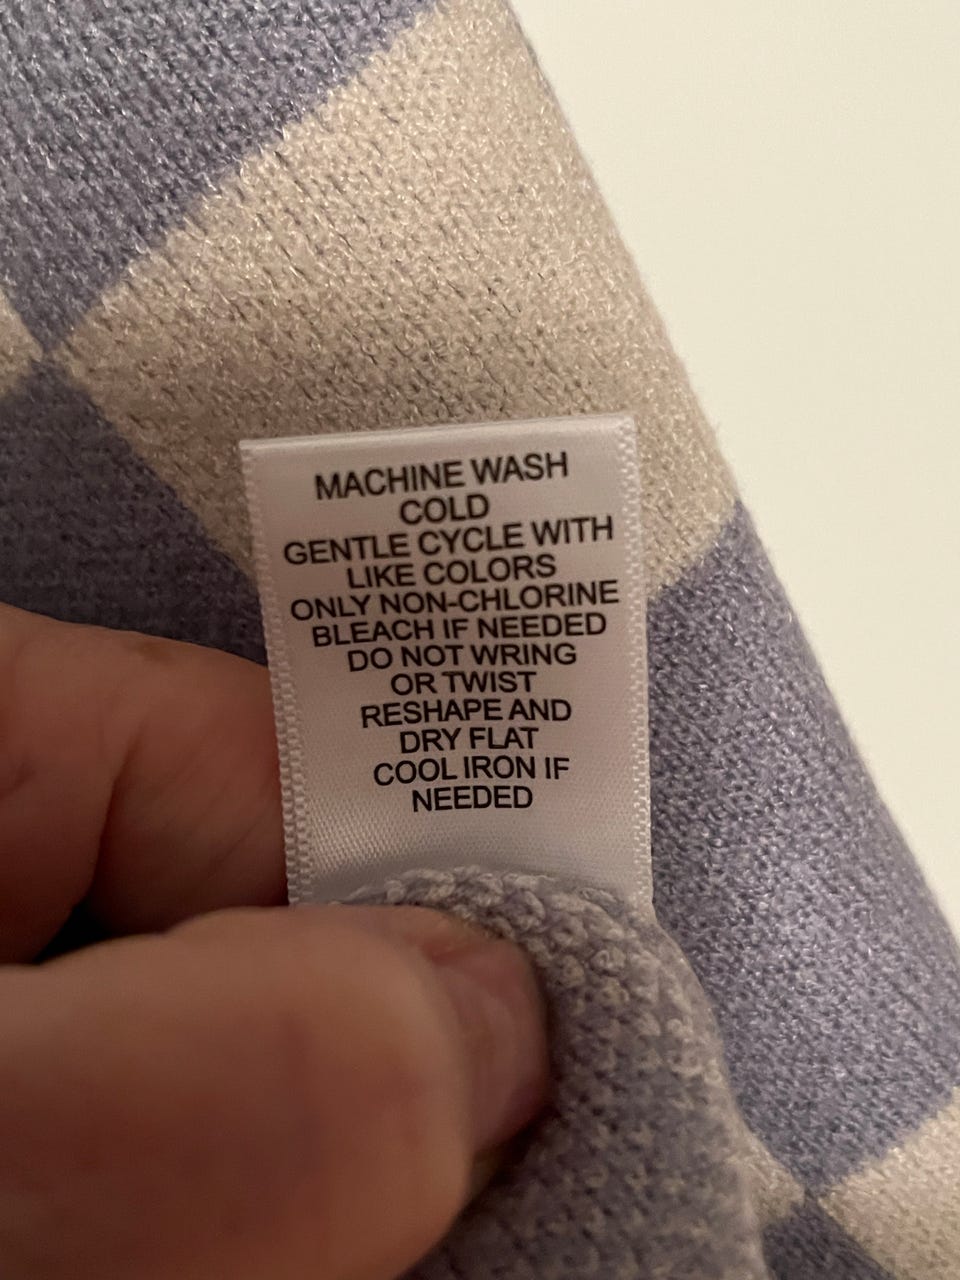 MACHINE WASH
COLD
GENTLE CYCLE WITH
LIKE COLORS
ONLY NON-CHLORINE
BLEACH IF NEEDED
DO NOT WRING
OR TWIST
RESHAPE AND
DRY FLAT
COOL IRON IF
NEEDED